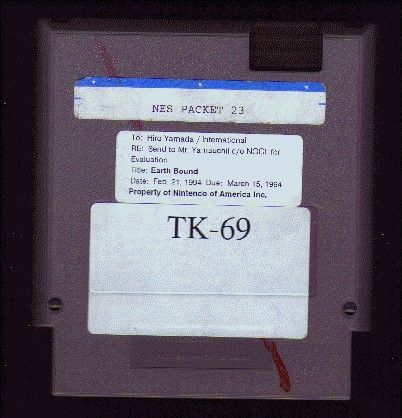 NES PACKET 23
To: Hiro Yamada / International
RE: Send to Mr. Yamauchi c/o NCCL for
Evaluation
Title: Earth Bound
Date: Feb. 21, 1994 Due: March 15, 1994
Property of Nintendo of America Inc.
TK-69